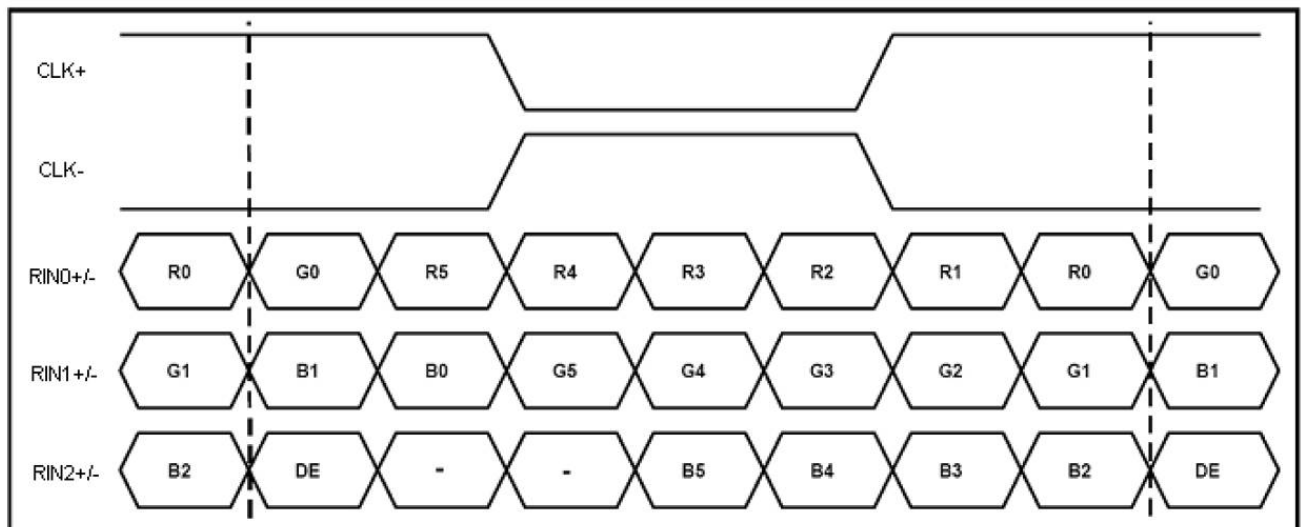 CLK+
CLK-
RIN0+/- R0 G0 R5 R4 R3 R2 R1 R0 G0
RIN1+/- G1 B1 B0 G5 G4 G3 G2 G1 B1
RIN2+/- B2 DE - - B5 B4 B3 B2 DE